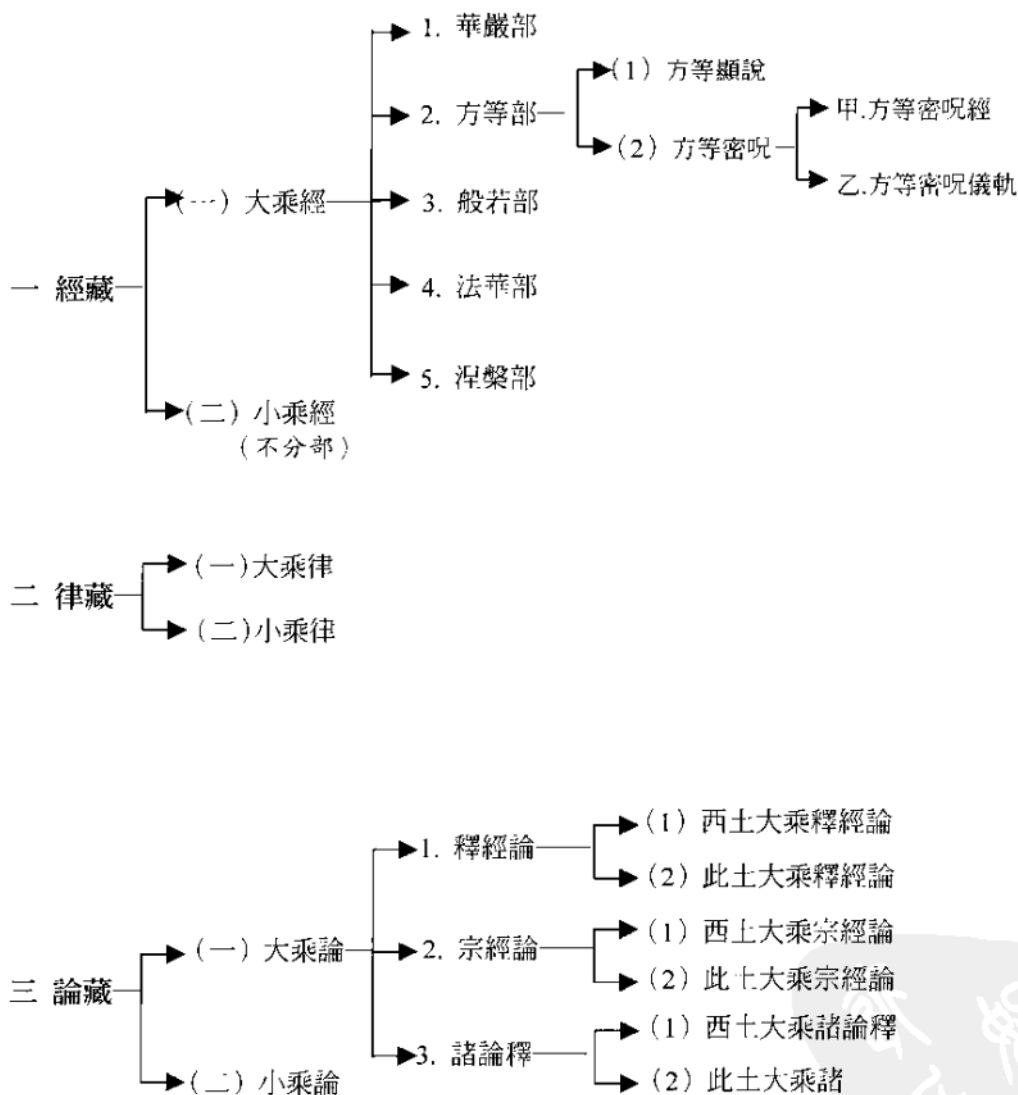 一 經藏
(一) 大乘經
1. 華嚴部
2. 方等部
(1) 方等顯說
(2) 方等密呪
甲.方等密呪經
乙.方等密呪儀軌
3. 般若部
4. 法華部
5. 涅槃部
(二) 小乘經
(不分部)
二 律藏
(一)大乘律
(二)小乘律
三 論藏
(一) 大乘論
1. 釋經論
(1) 西土大乘釋經論
(2) 此土大乘釋經論
2. 宗經論
(1) 西土大乘宗經論
(2) 此土大乘宗經論
3. 諸論釋
(1) 西土大乘諸論釋
(2) 此土大乘諸
(二) 小乘論